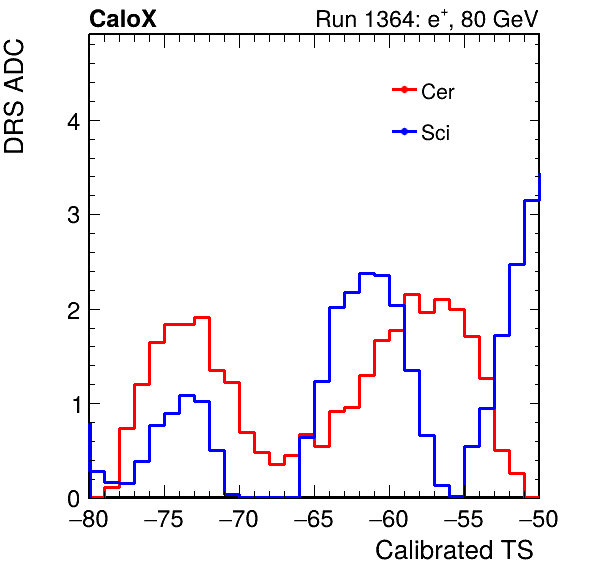 CaloX Run 1364: e⁺, 80 GeV
DRS ADC
Cer
Sci
4
3
2
1
0
−80 −75 −70 −65 −60 −55 −50
Calibrated TS